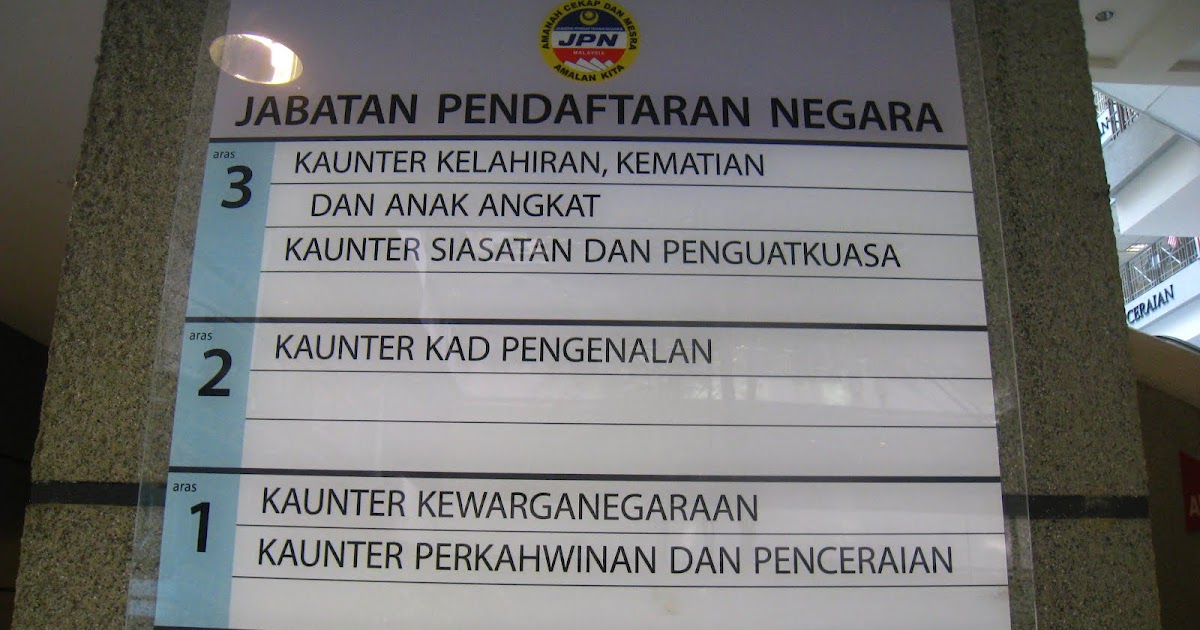 AMANAH CEKAP DAN MESRA
JPN
MALAYSIA
AMALAN KITA
JABATAN PENDAFTARAN NEGARA
aras
3
KAUNTER KELAHIRAN, KEMATIAN
DAN ANAK ANGKAT
KAUNTER SIASATAN DAN PENGUATKUASA
aras
2
KAUNTER KAD PENGENALAN
aras
1
KAUNTER KEWARGANEGARAAN
KAUNTER PERKAHWINAN DAN PENCERAIAN
CERAIAN